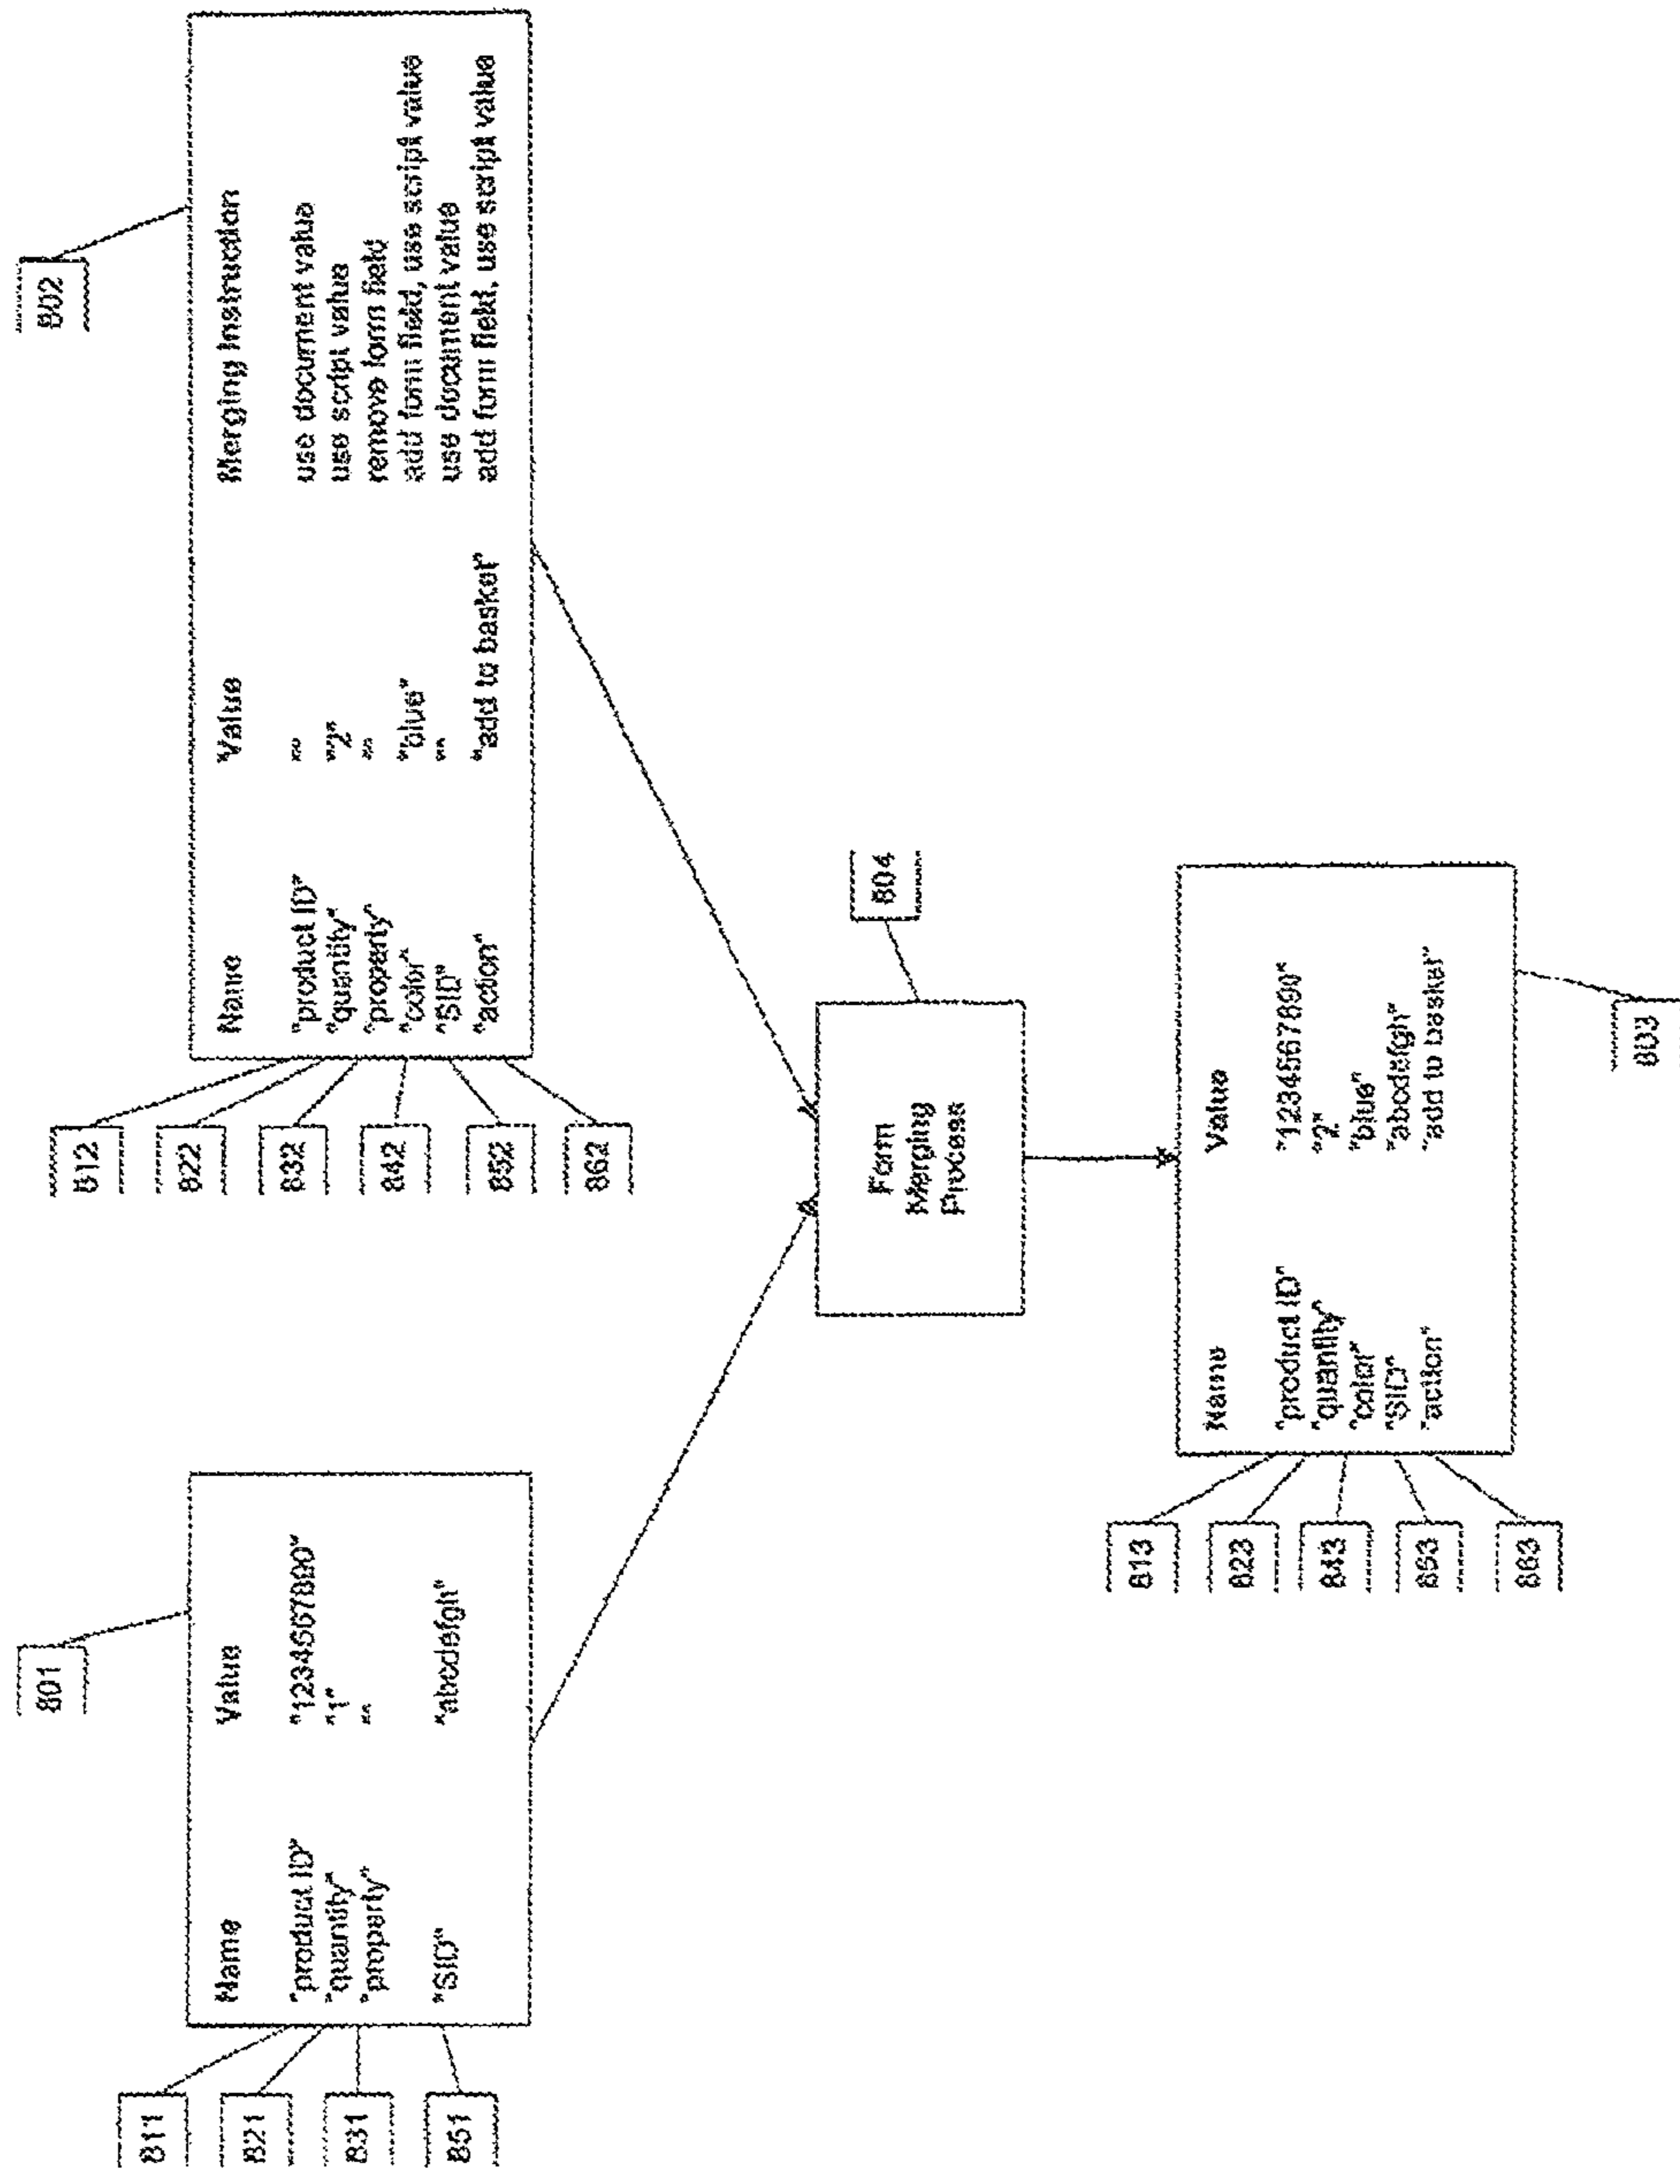 801
Name Value
811 "product ID" "1234567890"
821 "quantity" "1"
831 "property" ""
851 "SID" "abcdefgh"
802
Name Value Merging Instruction
812 "product ID" "" use document value
822 "quantity" "2" use script value
832 "property" "" remove form field
842 "color" "blue" add form field, use script value
852 "SID" "" use document value
862 "action" "add to basket" add form field, use script value
Form
Merging
Process
804
Name Value
813 "product ID" "1234567890"
823 "quantity" "2"
843 "color" "blue"
853 "SID" "abcdefgh"
863 "action" "add to basket"
803